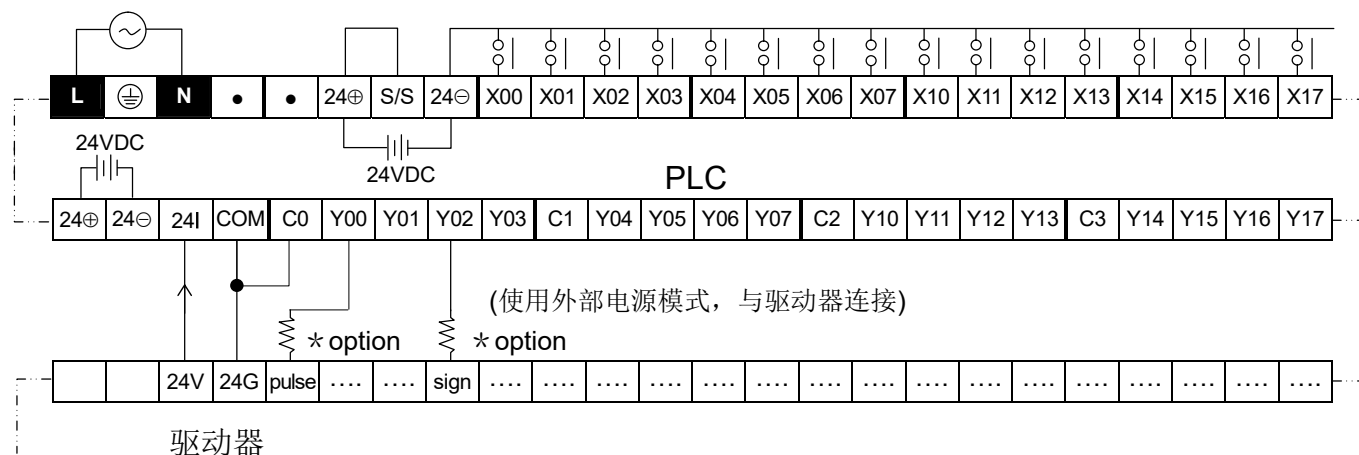 L N • • 24⊕ S/S 24⊖ X00 X01 X02 X03 X04 X05 X06 X07 X10 X11 X12 X13 X14 X15 X16 X17
24VDC
24VDC
PLC
24⊕ 24⊖ 24I COM C0 Y00 Y01 Y02 Y03 C1 Y04 Y05 Y06 Y07 C2 Y10 Y11 Y12 Y13 C3 Y14 Y15 Y16 Y17
(使用外部电源模式，与驱动器连接)
＊option ＊option
24V 24G pulse .... .... sign .... .... .... .... .... .... .... .... .... .... .... .... .... .... .... ....
驱动器